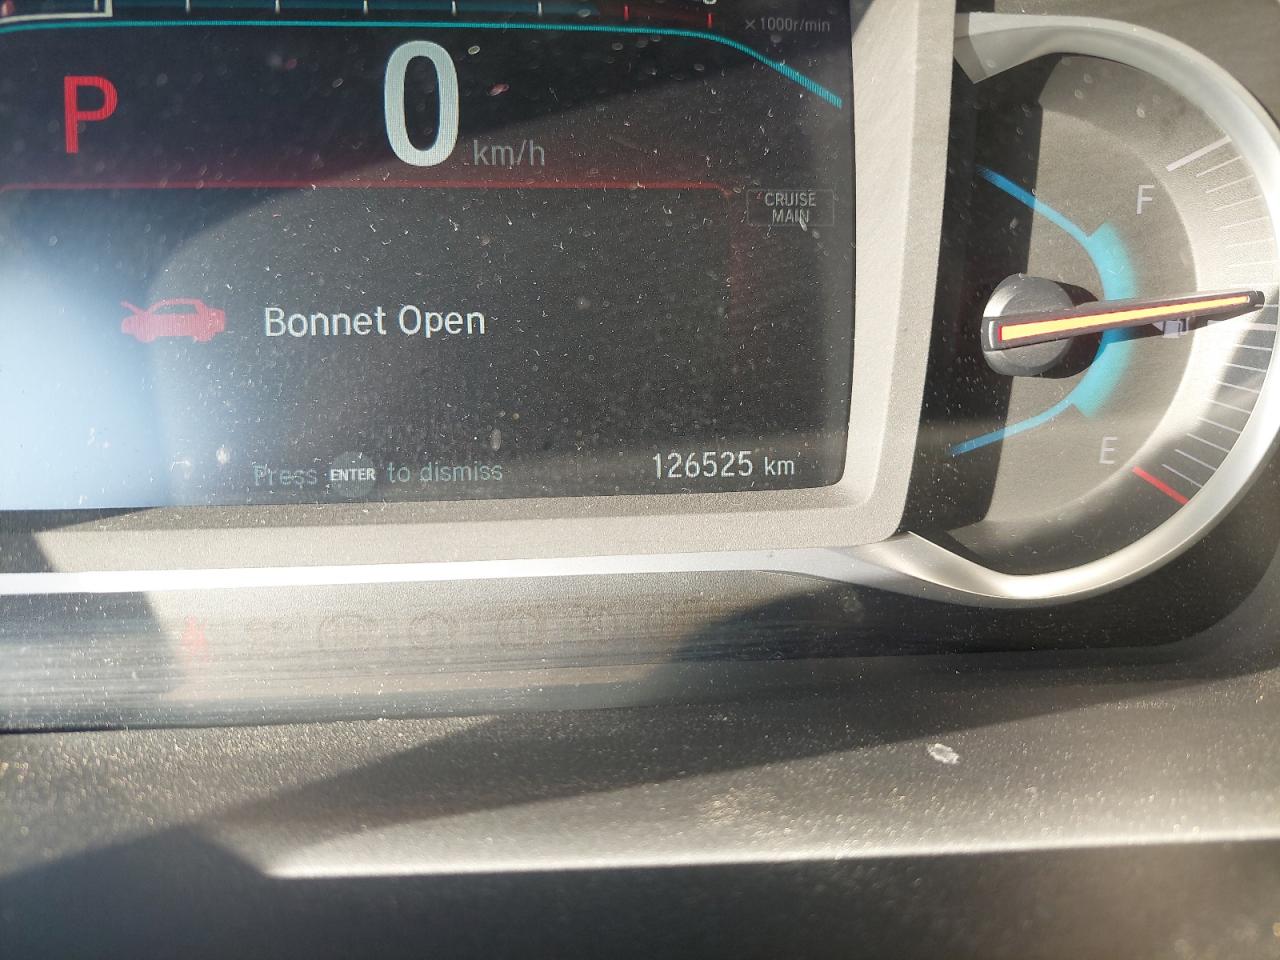 ×1000r/min
P
0 km/h
CRUISE
MAIN
F
Bonnet Open
E
Press ENTER to dismiss
126525 km